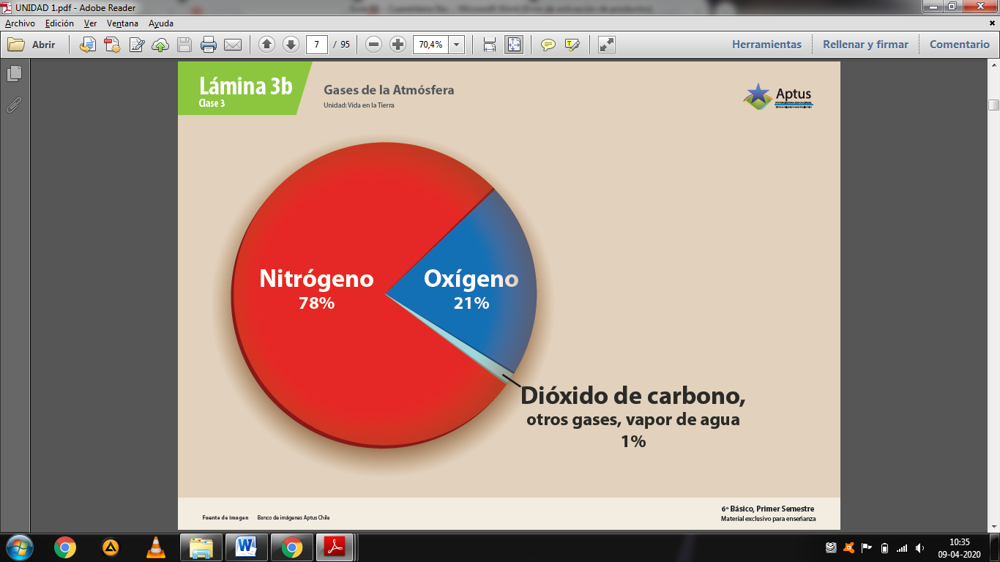 UNIDAD 1.pdf - Adobe Reader
Archivo Edición Ver Ventana Ayuda
Abrir 7 / 95 70,4% Herramientas Rellenar y firmar Comentario
Lámina 3b
Clase 3
Gases de la Atmósfera
Unidad: Vida en la Tierra
Aptus
Nitrógeno
78%
Oxígeno
21%
Dióxido de carbono,
otros gases, vapor de agua
1%
6º Básico, Primer Semestre
Material exclusivo para enseñanza
Fuente de imagen Banco de imágenes Aptus Chile
10:35
09-04-2020